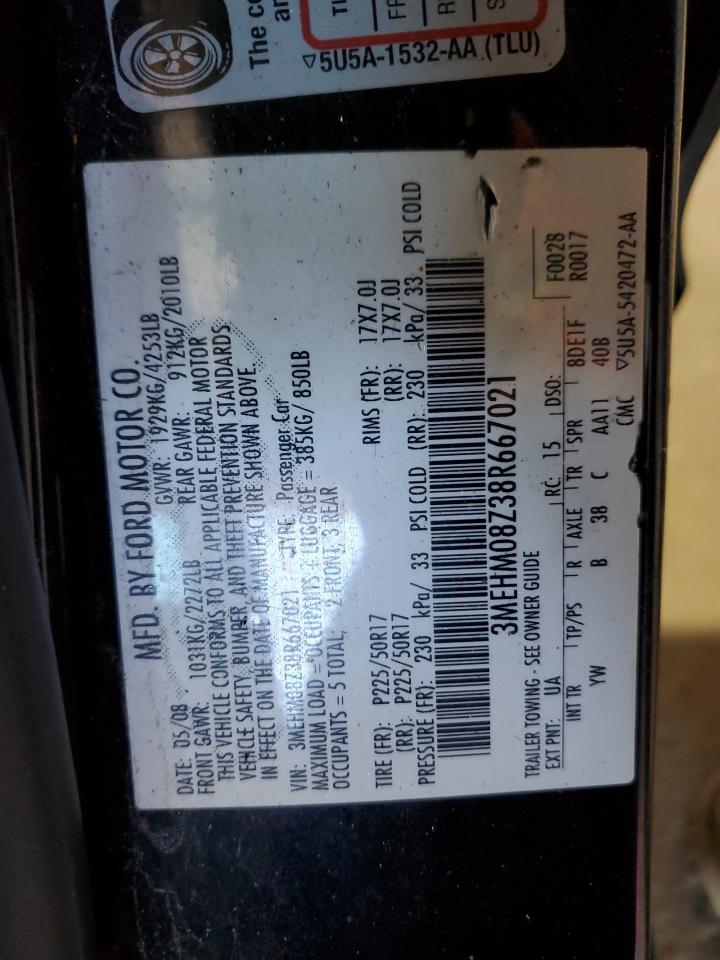 The co
an
TI
FR
R
S
▽5U5A-1532-AA (TLU)
MFD. BY FORD MOTOR CO.
DATE: 05/08 GVWR: 1929KG/4253LB
FRONT GAWR: 1031KG/2272LB REAR GAWR: 912KG/2010LB
THIS VEHICLE CONFORMS TO ALL APPLICABLE FEDERAL MOTOR
VEHICLE SAFETY, BUMPER, AND THEFT PREVENTION STANDARDS
IN EFFECT ON THE DATE OF MANUFACTURE SHOWN ABOVE.
VIN: 3MEHM08Z38R667021 TYPE: Passenger Car
MAXIMUM LOAD = OCCUPANTS + LUGGAGE = 385KG/ 850LB
OCCUPANTS = 5 TOTAL, 2 FRONT, 3 REAR
TIRE (FR): P225/50R17 RIMS (FR): 17X7.0J
(RR): P225/50R17 (RR): 17X7.0J
PRESSURE (FR): 230 kPa/ 33 PSI COLD (RR): 230 kPa/ 33 PSI COLD
3MEHM08Z38R667021
TRAILER TOWING - SEE OWNER GUIDE
EXT PNT: UA RC: 15 DSO: F0028
R0017
INT TR TP/PS R AXLE TR SPR 8DE1F
YW B 38 C AA11 40B
CMC ▽5U5A-5420472-AA